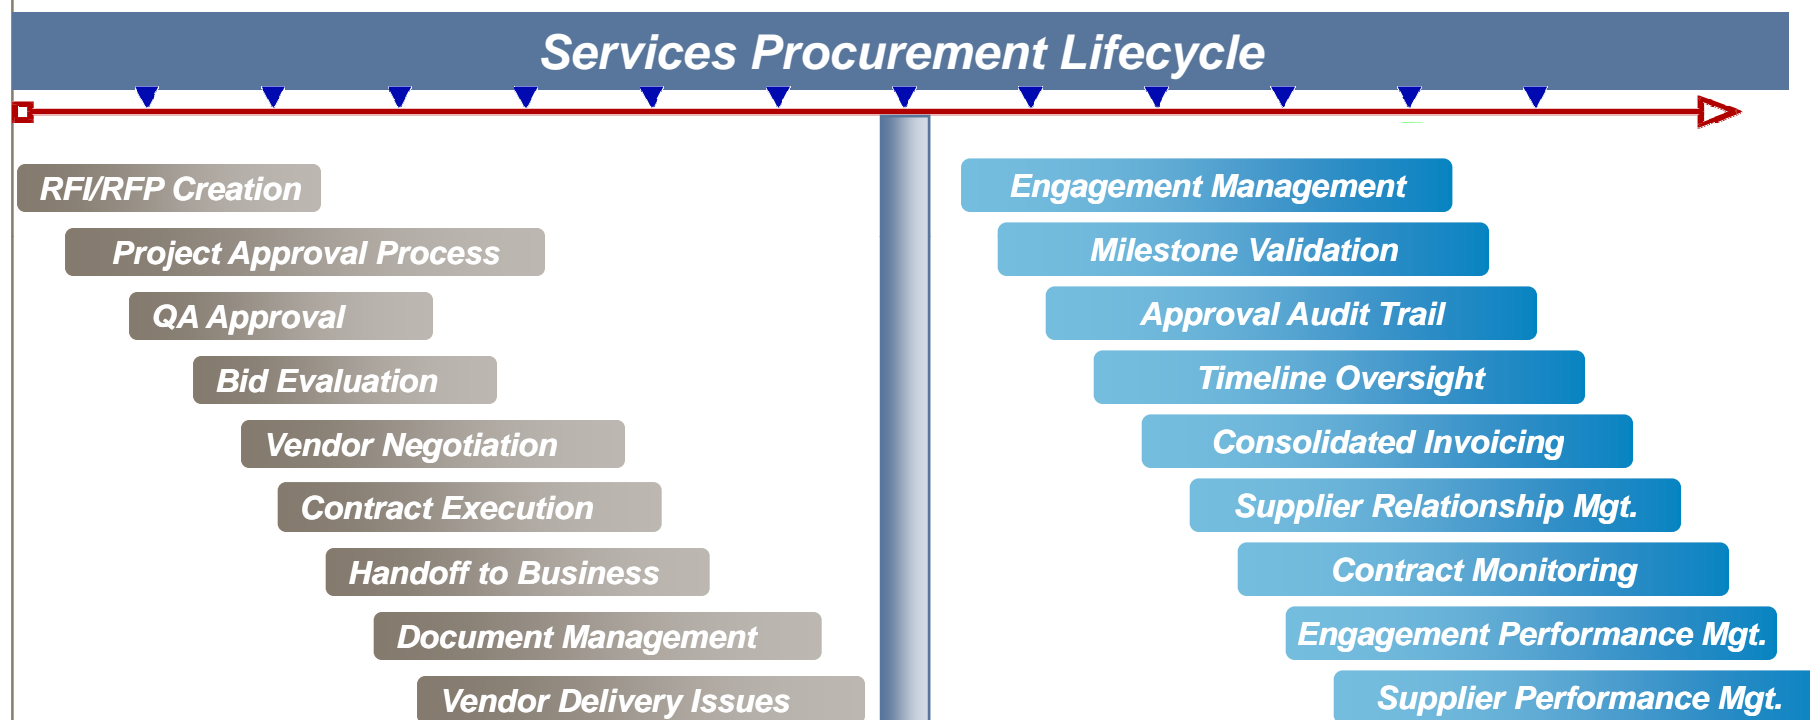 Services Procurement Lifecycle
RFI/RFP Creation
Project Approval Process
QA Approval
Bid Evaluation
Vendor Negotiation
Contract Execution
Handoff to Business
Document Management
Vendor Delivery Issues
Engagement Management
Milestone Validation
Approval Audit Trail
Timeline Oversight
Consolidated Invoicing
Supplier Relationship Mgt.
Contract Monitoring
Engagement Performance Mgt.
Supplier Performance Mgt.